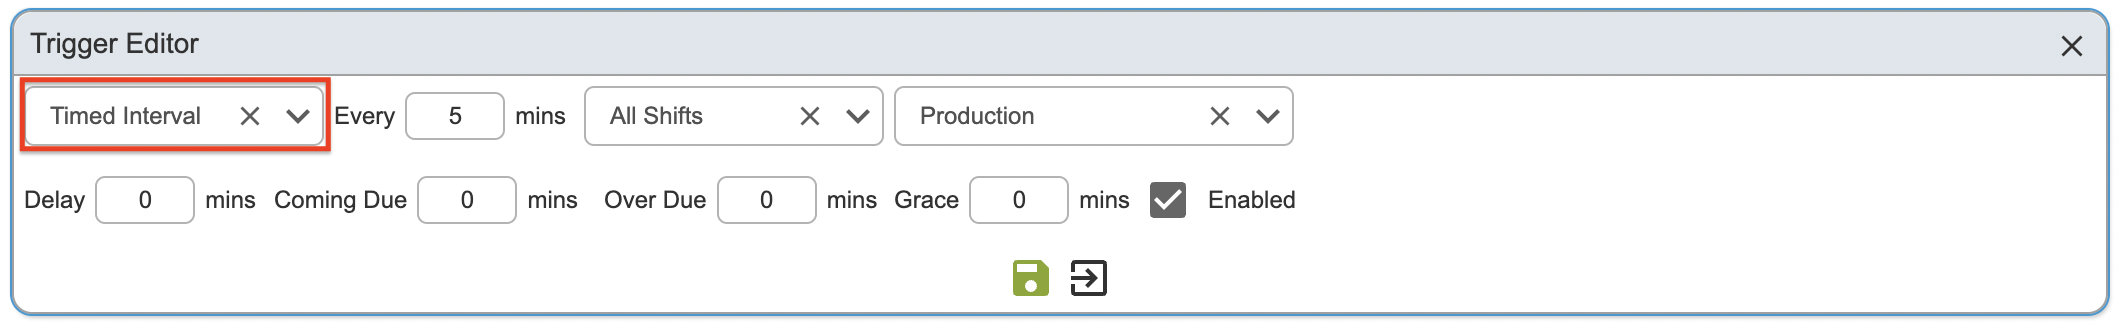 Trigger Editor
Timed Interval Every 5 mins All Shifts Production
Delay 0 mins Coming Due 0 mins Over Due 0 mins Grace 0 mins Enabled